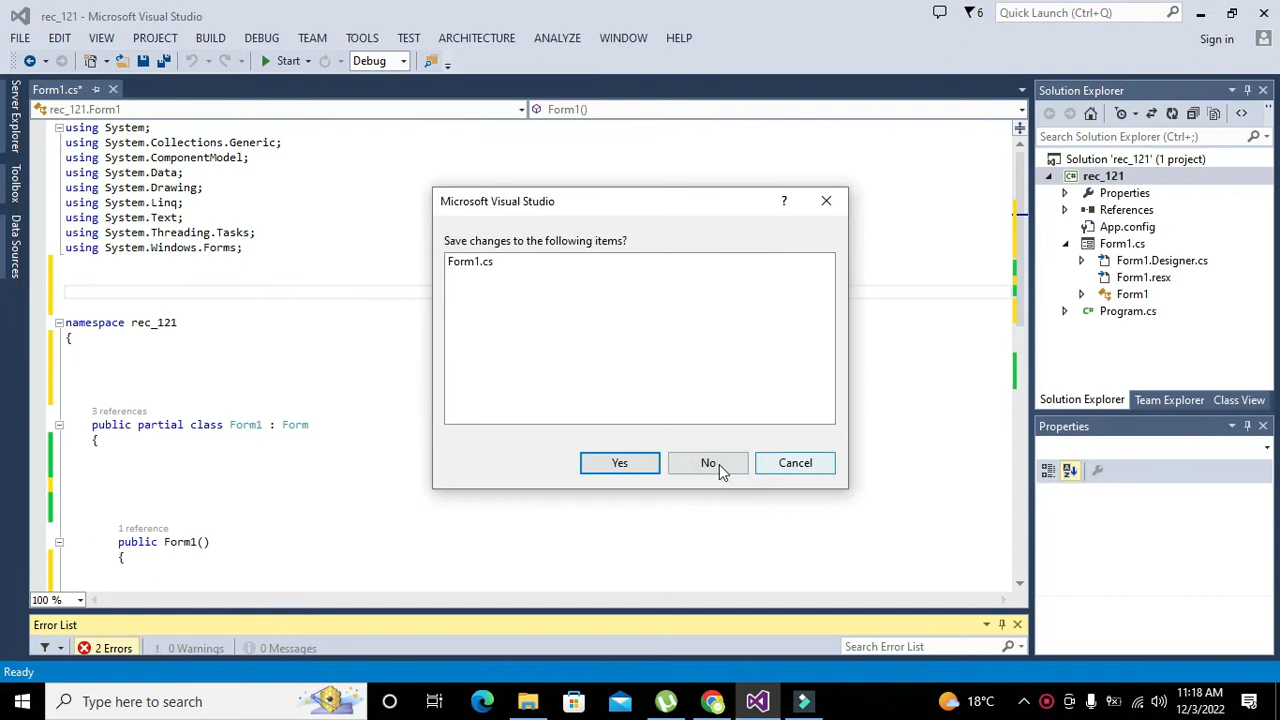 rec_121 - Microsoft Visual Studio
6
Quick Launch (Ctrl+Q)
FILE EDIT VIEW PROJECT BUILD DEBUG TEAM TOOLS TEST ARCHITECTURE ANALYZE WINDOW HELP
Sign in
Start
Debug
Server Explorer
Toolbox
Data Sources
Form1.cs*
rec_121.Form1
Form1()
using System;
using System.Collections.Generic;
using System.ComponentModel;
using System.Data;
using System.Drawing;
using System.Linq;
using System.Text;
using System.Threading.Tasks;
using System.Windows.Forms;
namespace rec_121
{
3 references
public partial class Form1 : Form
{
1 reference
public Form1()
{
100 %
Microsoft Visual Studio
?
Save changes to the following items?
Form1.cs
Yes
No
Cancel
Solution Explorer
Search Solution Explorer (Ctrl+;)
Solution 'rec_121' (1 project)
C# rec_121
Properties
References
App.config
Form1.cs
Form1.Designer.cs
Form1.resx
Form1
C# Program.cs
Solution Explorer Team Explorer Class View
Properties
Error List
2 Errors
0 Warnings
0 Messages
Search Error List
Ready
Type here to search
18°C
11:18 AM
12/3/2022